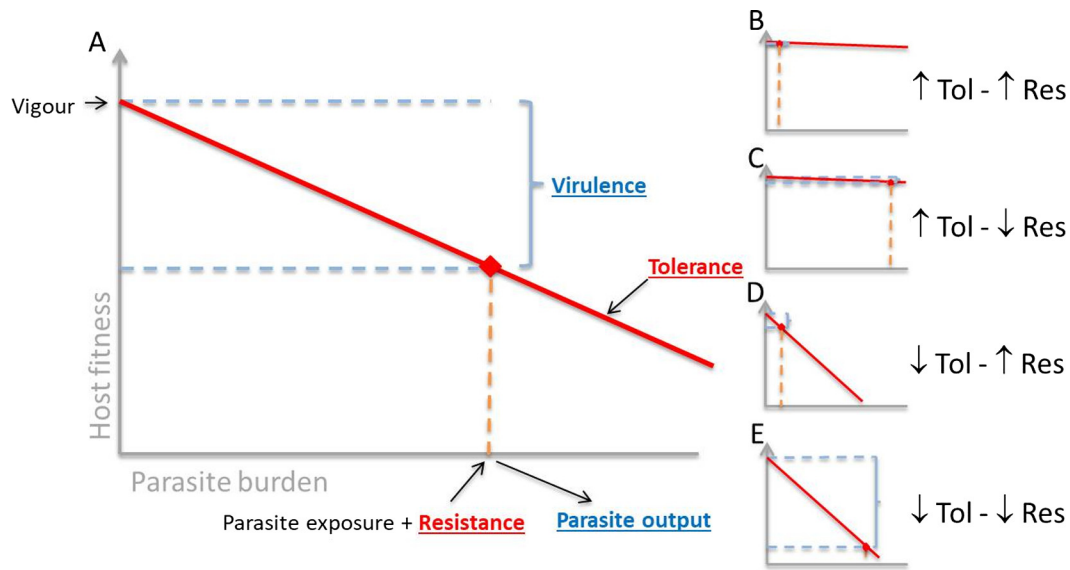 A
Vigour
Virulence
Tolerance
Host fitness
Parasite burden
Parasite exposure + Resistance
Parasite output
B
↑ Tol - ↑ Res
C
↑ Tol - ↓ Res
D
↓ Tol - ↑ Res
E
↓ Tol - ↓ Res